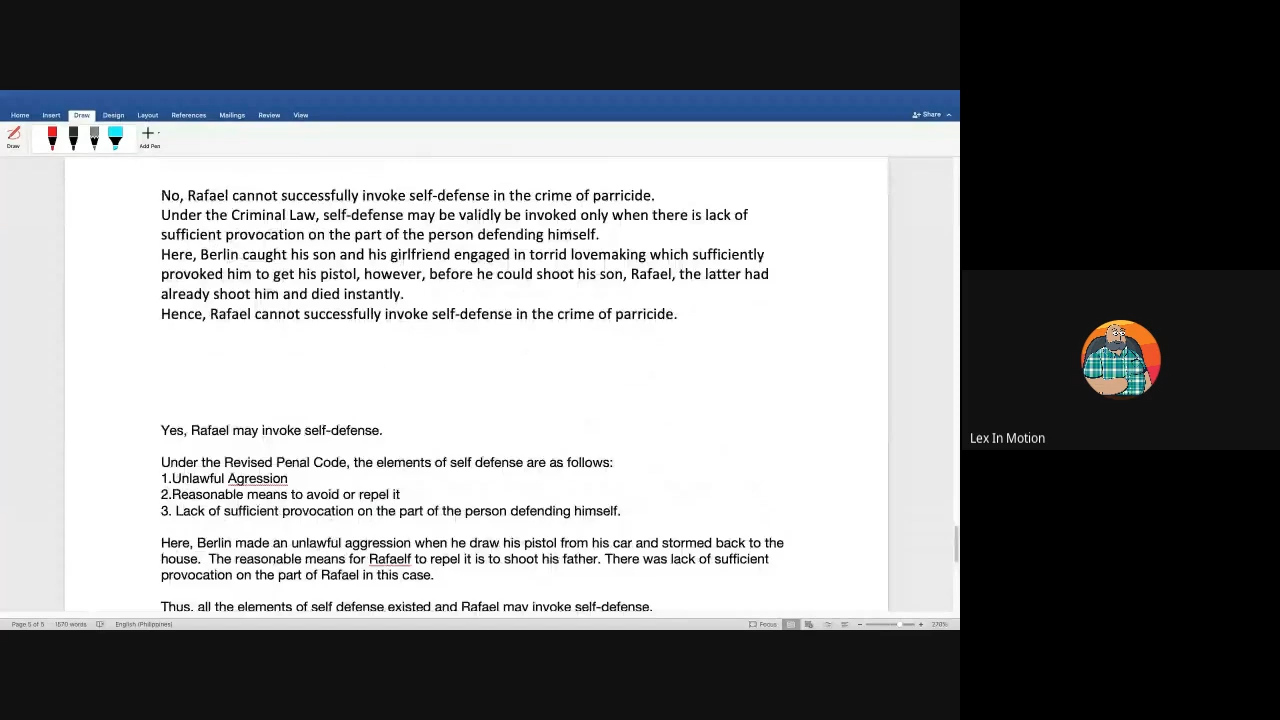 Home Insert Draw Design Layout References Mailings Review View Share
Draw Add Pen
No, Rafael cannot successfully invoke self-defense in the crime of parricide.
Under the Criminal Law, self-defense may be validly be invoked only when there is lack of
sufficient provocation on the part of the person defending himself.
Here, Berlin caught his son and his girlfriend engaged in torrid lovemaking which sufficiently
provoked him to get his pistol, however, before he could shoot his son, Rafael, the latter had
already shoot him and died instantly.
Hence, Rafael cannot successfully invoke self-defense in the crime of parricide.
Yes, Rafael may invoke self-defense.
Under the Revised Penal Code, the elements of self defense are as follows:
1.Unlawful Agression
2.Reasonable means to avoid or repel it
3. Lack of sufficient provocation on the part of the person defending himself.
Here, Berlin made an unlawful aggression when he draw his pistol from his car and stormed back to the
house. The reasonable means for Rafaelf to repel it is to shoot his father. There was lack of sufficient
provocation on the part of Rafael in this case.
Thus, all the elements of self defense existed and Rafael may invoke self-defense.
Page 5 of 5 1570 words English (Philippines) Focus 270%
Lex In Motion